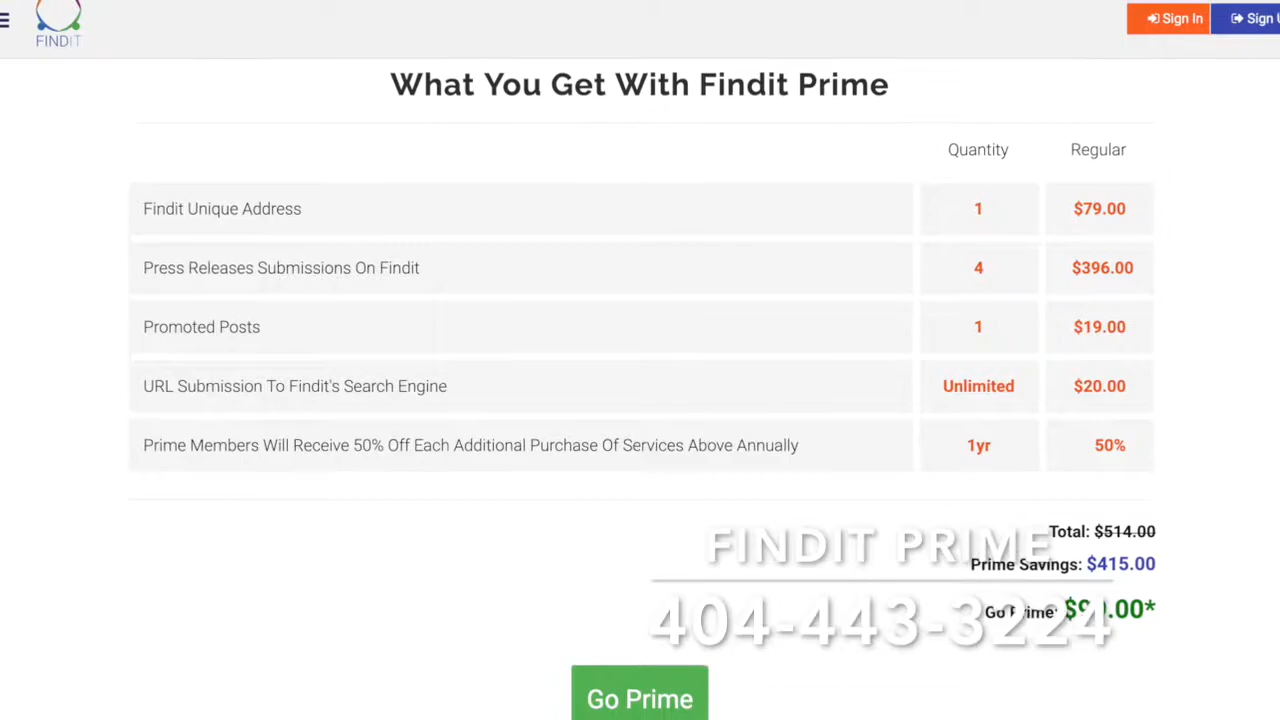 FINDIT
Sign In
Sign
What You Get With Findit Prime
Quantity Regular
Findit Unique Address 1 $79.00
Press Releases Submissions On Findit 4 $396.00
Promoted Posts 1 $19.00
URL Submission To Findit's Search Engine Unlimited $20.00
Prime Members Will Receive 50% Off Each Additional Purchase Of Services Above Annually 1yr 50%
Total: $514.00
FINDIT PRIME
Prime Savings: $415.00
Go Prime:
404-443-3224
Go Prime